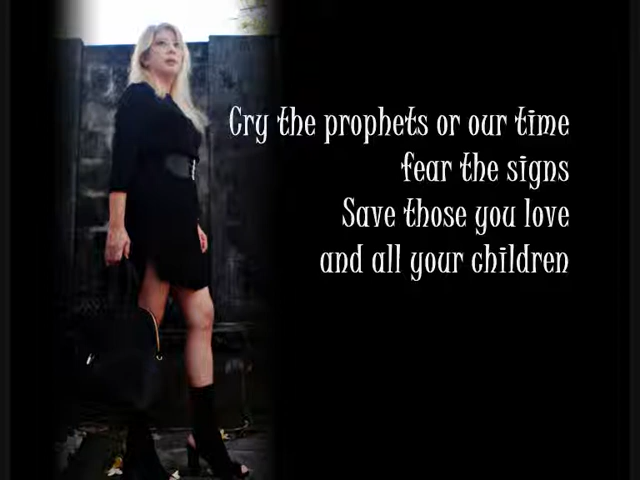 Cry the prophets or our time
fear the signs
Save those you love
and all your children